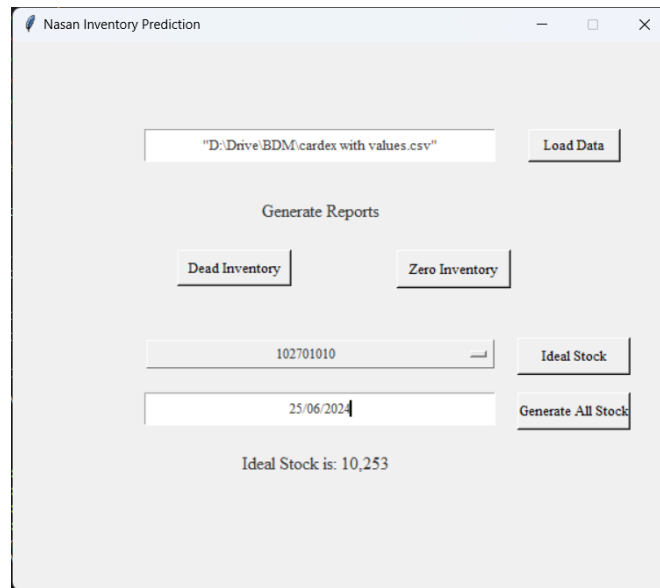 Nasan Inventory Prediction
"D:\Drive\BDM\cardex with values.csv"
Load Data
Generate Reports
Dead Inventory
Zero Inventory
102701010
Ideal Stock
25/06/2024
Generate All Stock
Ideal Stock is: 10,253